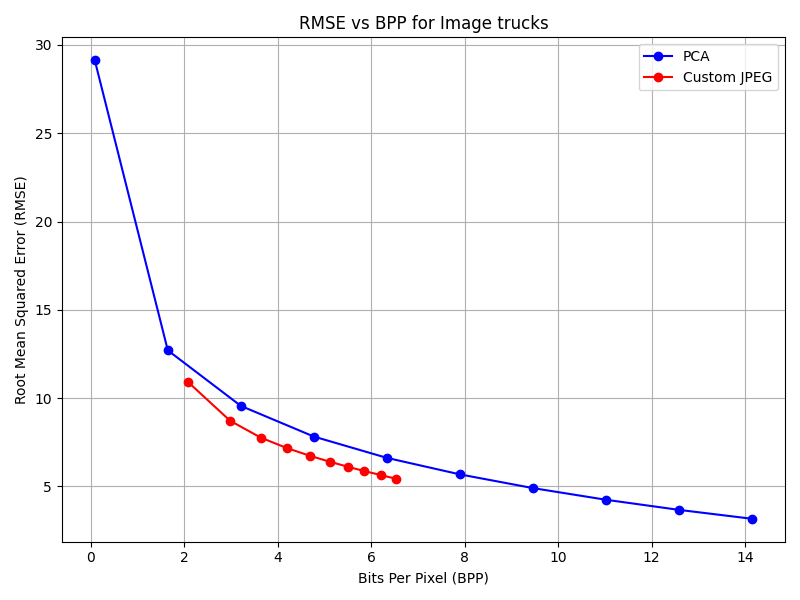 RMSE vs BPP for Image trucks
PCA
Custom JPEG
Root Mean Squared Error (RMSE)
30
25
20
15
10
5
0 2 4 6 8 10 12 14
Bits Per Pixel (BPP)